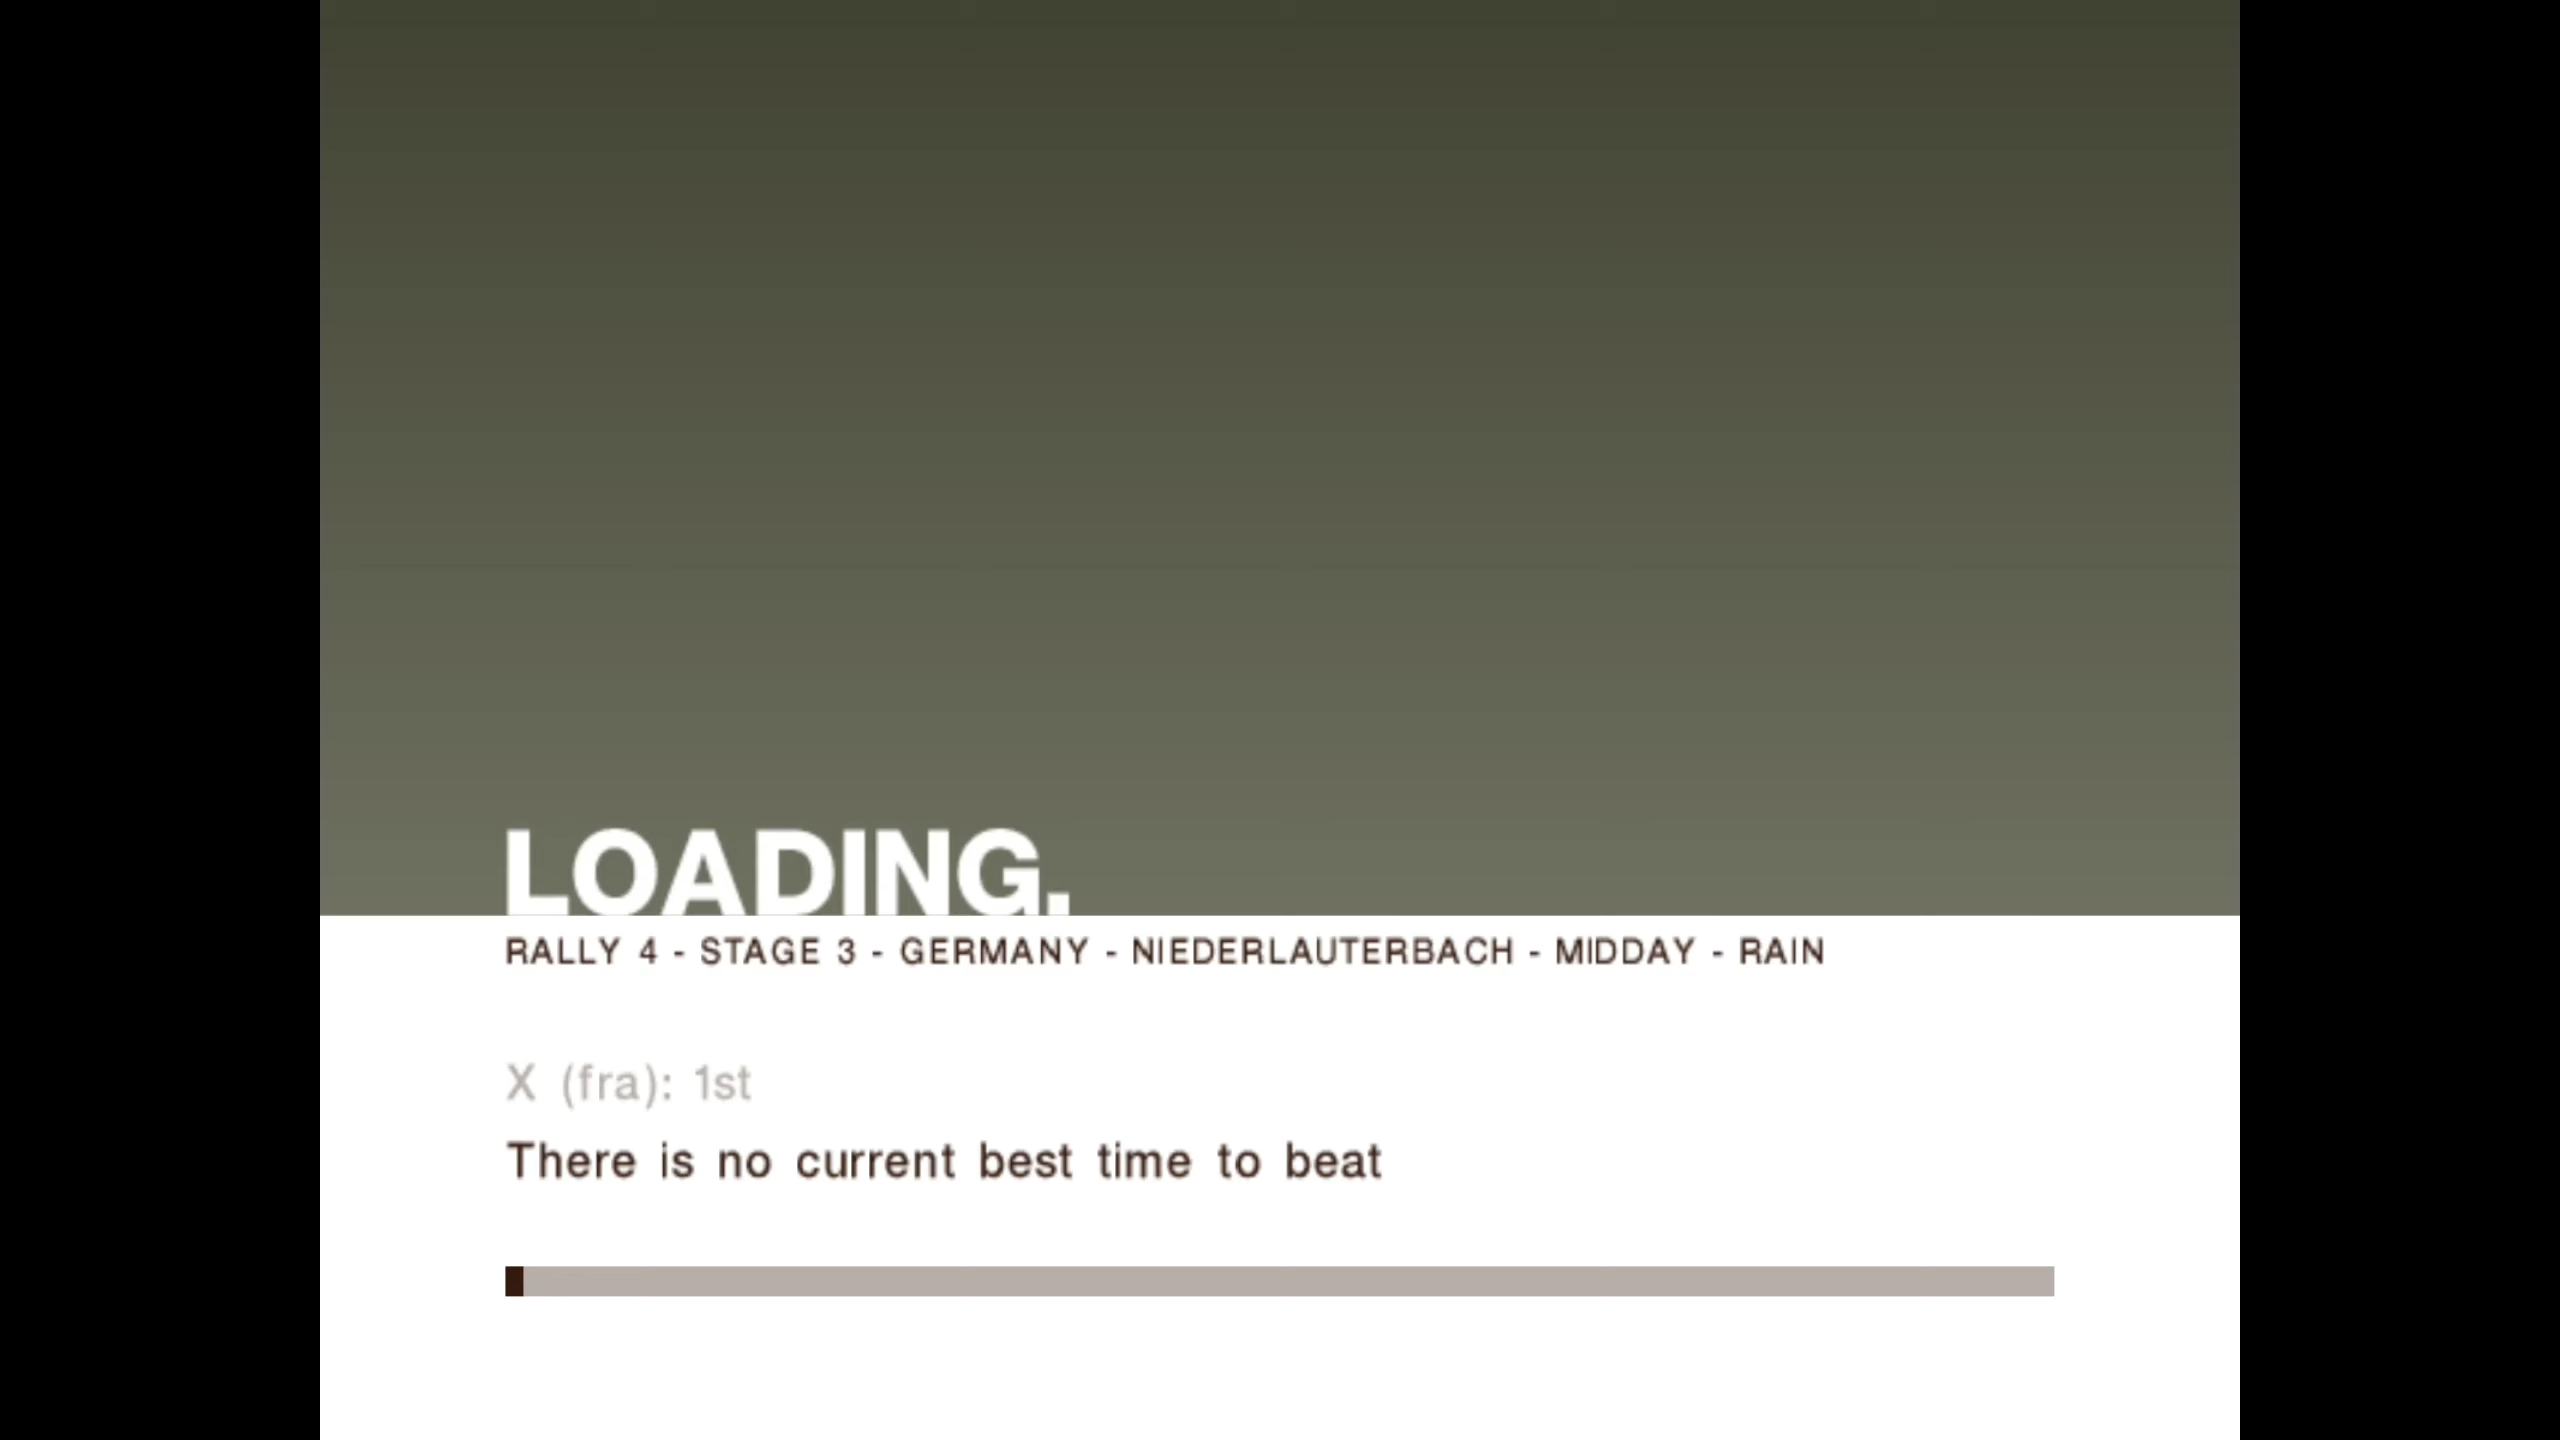 LOADING.
RALLY 4 - STAGE 3 - GERMANY - NIEDERLAUTERBACH - MIDDAY - RAIN
X (fra): 1st
There is no current best time to beat